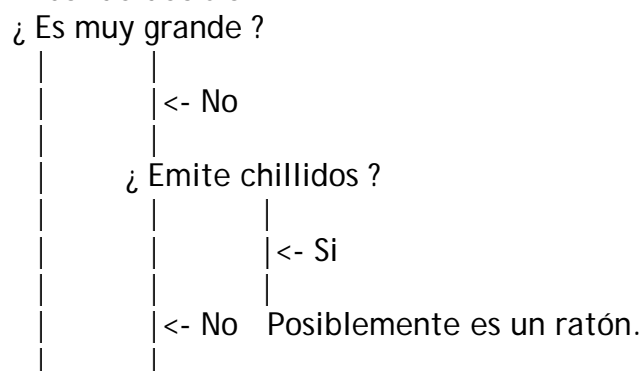 ¿ Es muy grande ?
<- No
¿ Emite chillidos ?
<- Si
<- No Posiblemente es un ratón.